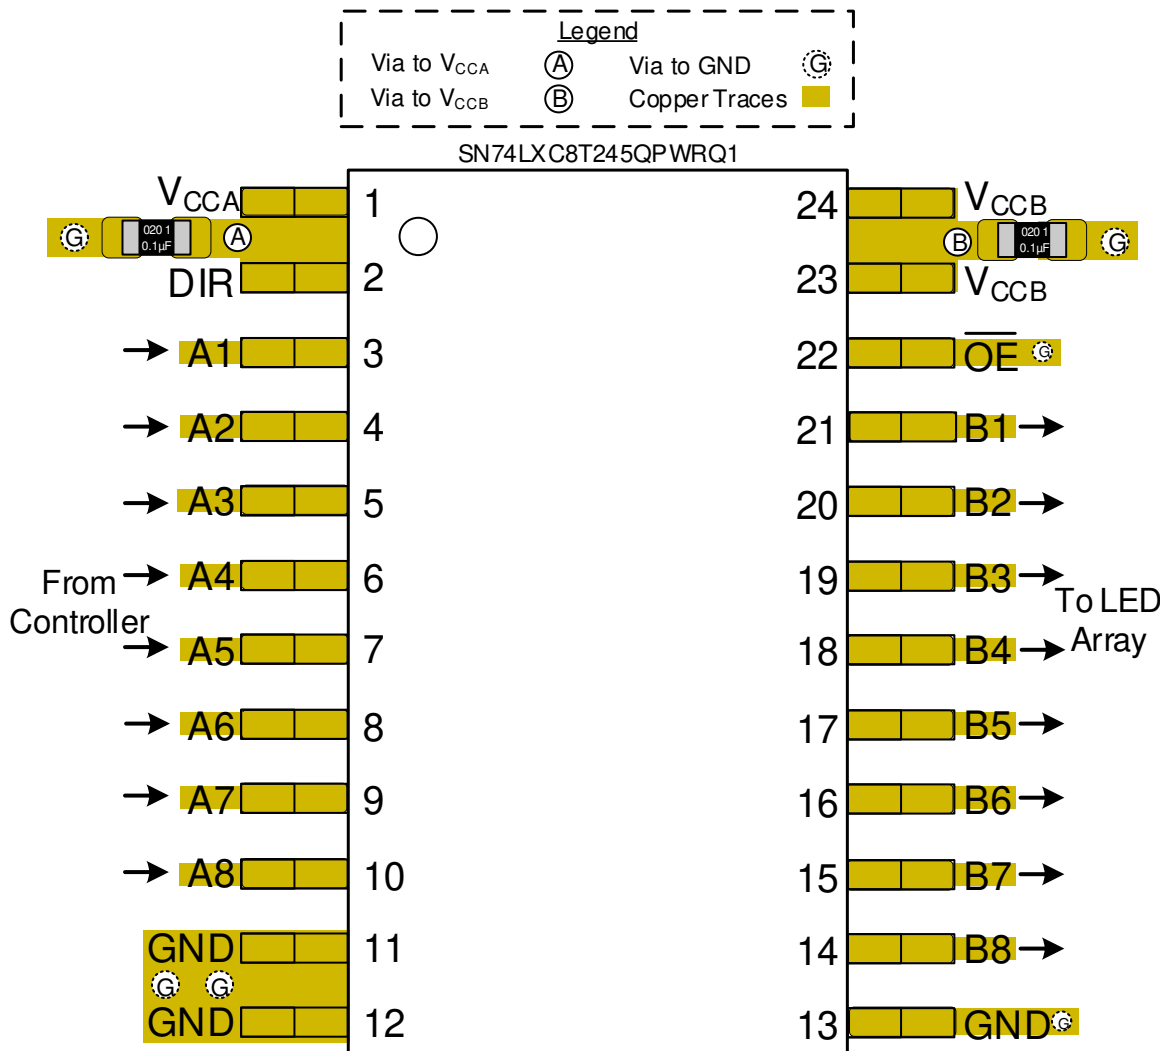 Legend
Via to VCCA A Via to GND G
Via to VCCB B Copper Traces
SN74LXC8T245QPWRQ1
VCCA 1 24 VCCB
G 0201 0.1µF A B 0201 0.1µF G
DIR 2 23 VCCB
A1 3 22 OE G
A2 4 21 B1
A3 5 20 B2
A4 6 19 B3
From Controller
To LED Array
A5 7 18 B4
A6 8 17 B5
A7 9 16 B6
A8 10 15 B7
GND 11 14 B8
G G
GND 12 13 GND G